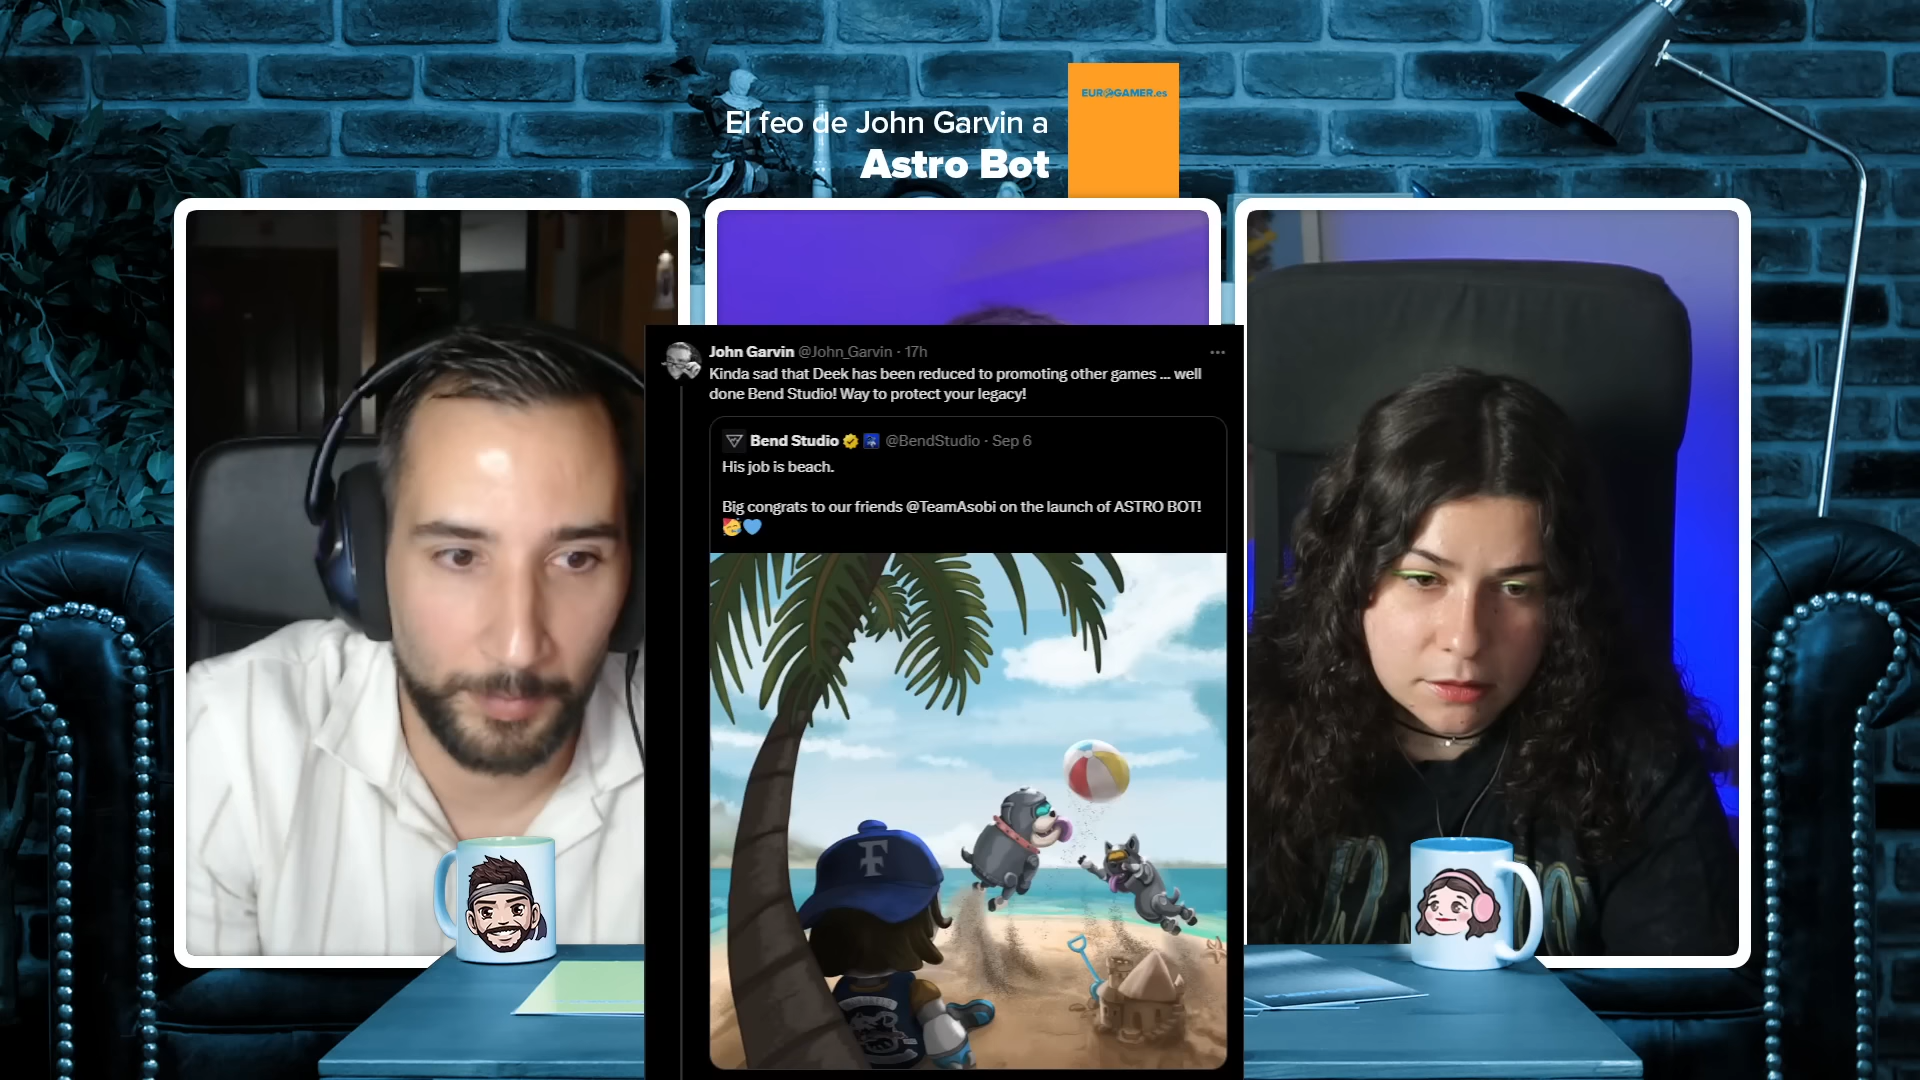 EUROGAMER.es
El feo de John Garvin a
Astro Bot
John Garvin @John_Garvin · 17h
Kinda sad that Deek has been reduced to promoting other games ... well
done Bend Studio! Way to protect your legacy!
Bend Studio @BendStudio · Sep 6
His job is beach.
Big congrats to our friends @TeamAsobi on the launch of ASTRO BOT!
🥳💙
F